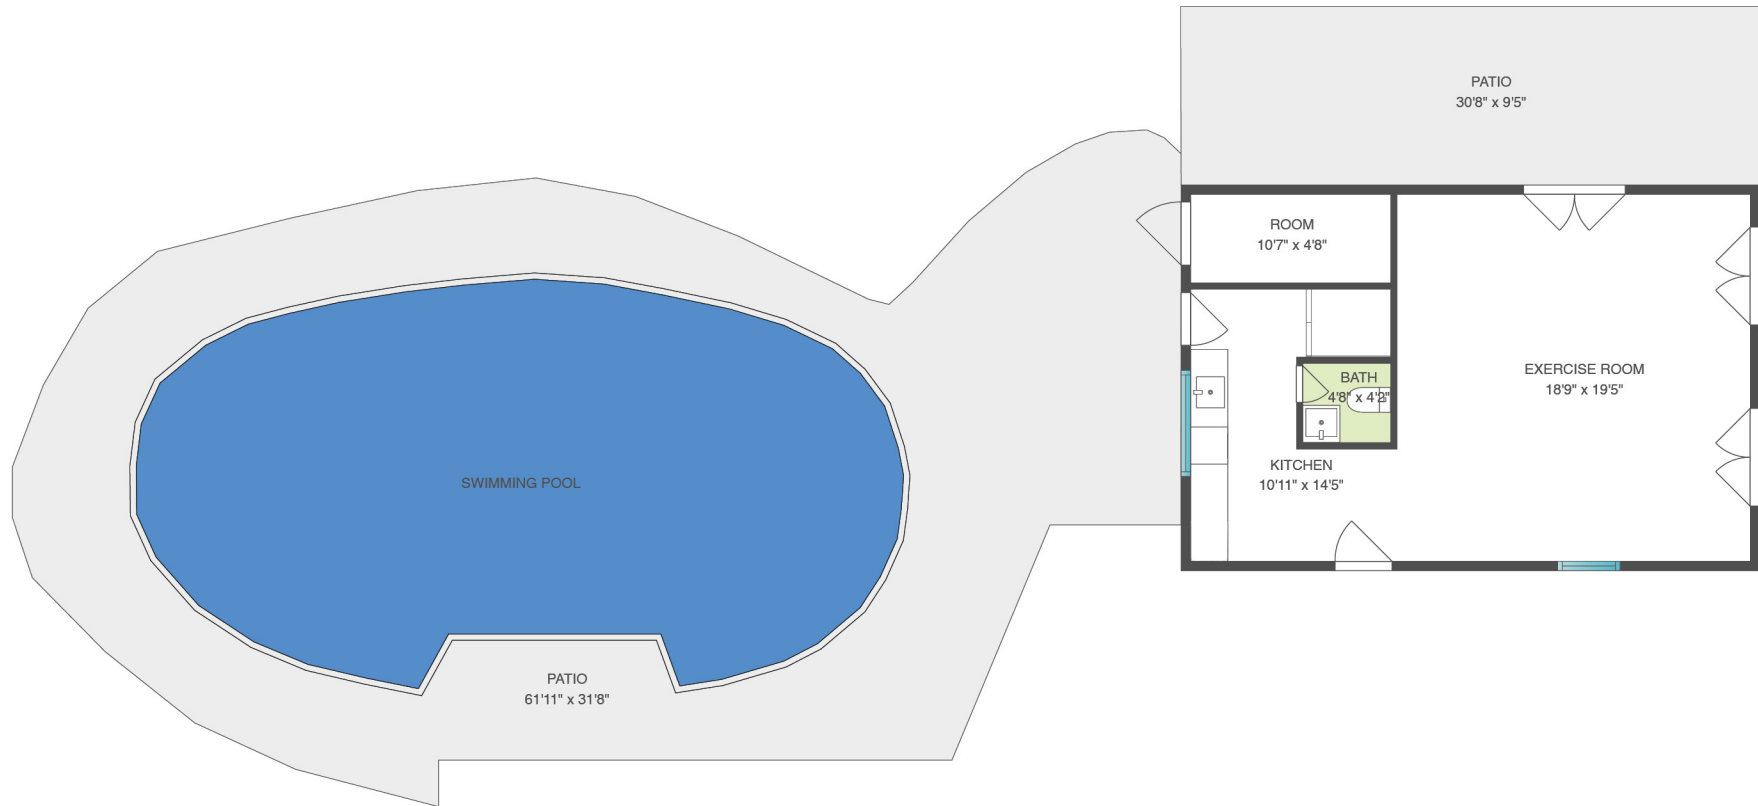 PATIO
30'8" x 9'5"
ROOM
10'7" x 4'8"
EXERCISE ROOM
18'9" x 19'5"
BATH
4'8" x 4'2"
KITCHEN
10'11" x 14'5"
SWIMMING POOL
PATIO
61'11" x 31'8"